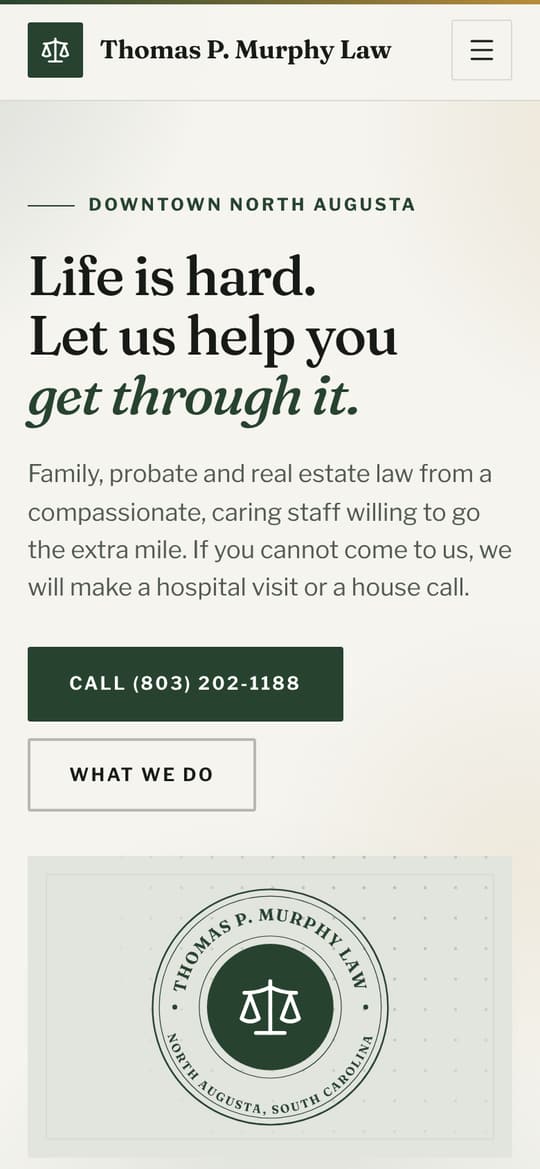 Thomas P. Murphy Law
DOWNTOWN NORTH AUGUSTA
Life is hard.
Let us help you
get through it.
Family, probate and real estate law from a
compassionate, caring staff willing to go
the extra mile. If you cannot come to us, we
will make a hospital visit or a house call.
CALL (803) 202-1188
WHAT WE DO
THOMAS P. MURPHY LAW
NORTH AUGUSTA, SOUTH CAROLINA